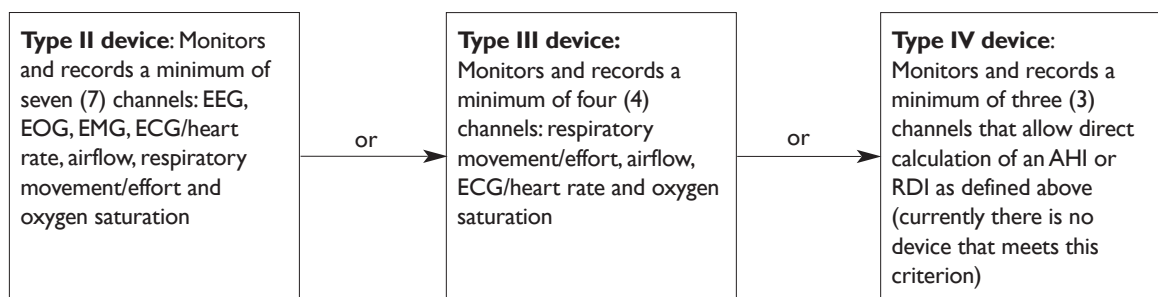 Type II device: Monitors
and records a minimum of
seven (7) channels: EEG,
EOG, EMG, ECG/heart
rate, airflow, respiratory
movement/effort and
oxygen saturation
or
Type III device:
Monitors and records a
minimum of four (4)
channels: respiratory
movement/effort, airflow,
ECG/heart rate and oxygen
saturation
or
Type IV device:
Monitors and records a
minimum of three (3)
channels that allow direct
calculation of an AHI or
RDI as defined above
(currently there is no
device that meets this
criterion)